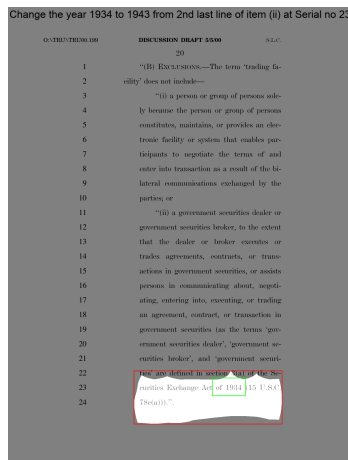 Change the year 1934 to 1943 from 2nd last line of item (ii) at Serial no 23
O:\TRU\TRU00.199 DISCUSSION DRAFT 5/5/00 S.L.C.
20
1 "(B) EXCLUSIONS.—The term 'trading fa-
2 cility' does not include—
3 "(i) a person or group of persons sole-
4 ly because the person or group of persons
5 constitutes, maintains, or provides an elec-
6 tronic facility or system that enables par-
7 ticipants to negotiate the terms of and
8 enter into transaction as a result of the bi-
9 lateral communications exchanged by the
10 parties; or
11 "(ii) a government securities dealer or
12 government securities broker, to the extent
13 that the dealer or broker executes or
14 trades agreements, contracts, or trans-
15 actions in government securities, or assists
16 persons in communicating about, negoti-
17 ating, entering into, executing, or trading
18 an agreement, contract, or transaction in
19 government securities (as the terms 'gov-
20 ernment securities dealer', 'government se-
21 curities broker', and 'government securi-
22 ties' are defined in section 3(a) of the Se-
23 curities Exchange Act of 1934 (15 U.S.C.
24 78c(a))).".